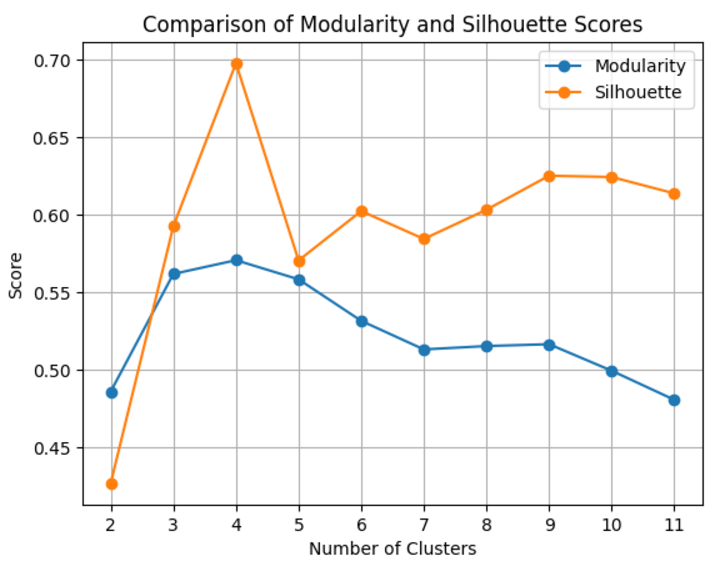 Comparison of Modularity and Silhouette Scores
Modularity
Silhouette
0.70
0.65
0.60
0.55
0.50
0.45
Score
2 3 4 5 6 7 8 9 10 11
Number of Clusters